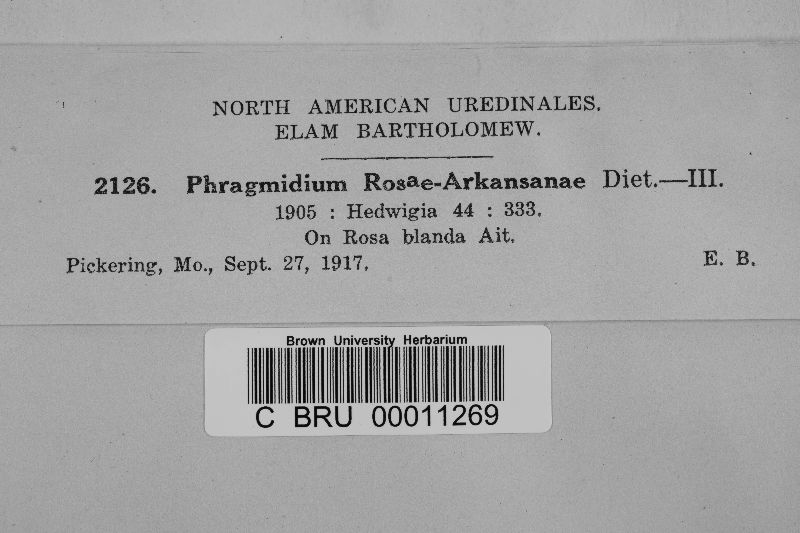 NORTH AMERICAN UREDINALES.
ELAM BARTHOLOMEW.
2126. Phragmidium Rosae-Arkansanae Diet.—III.
1905 : Hedwigia 44 : 333.
On Rosa blanda Ait.
Pickering, Mo., Sept. 27, 1917. E. B.
Brown University Herbarium
C BRU 00011269